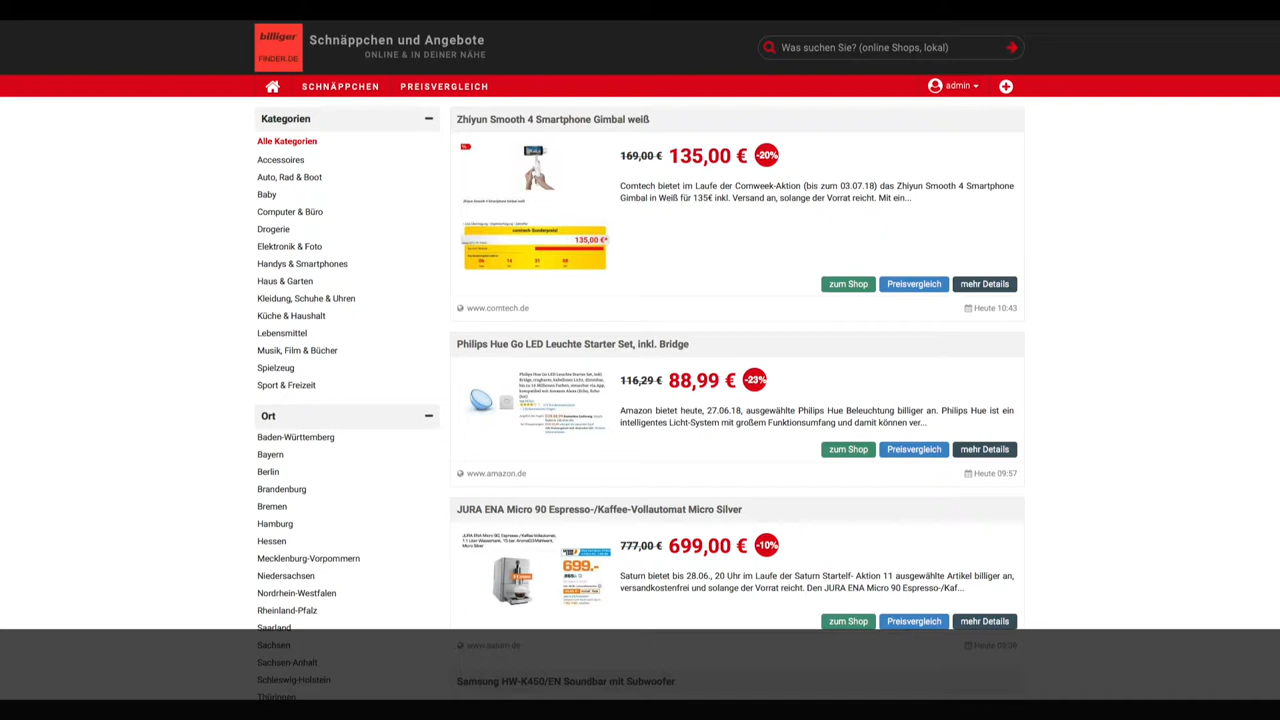 billiger
FINDER.DE
Schnäppchen und Angebote
ONLINE & IN DEINER NÄHE
Was suchen Sie? (online Shops, lokal)
SCHNÄPPCHEN
PREISVERGLEICH
admin
Kategorien
Alle Kategorien
Accessoires
Auto, Rad & Boot
Baby
Computer & Büro
Drogerie
Elektronik & Foto
Handys & Smartphones
Haus & Garten
Kleidung, Schuhe & Uhren
Küche & Haushalt
Lebensmittel
Musik, Film & Bücher
Spielzeug
Sport & Freizeit
Ort
Baden-Württemberg
Bayern
Berlin
Brandenburg
Bremen
Hamburg
Hessen
Mecklenburg-Vorpommern
Niedersachsen
Nordrhein-Westfalen
Rheinland-Pfalz
Saarland
Sachsen
Sachsen-Anhalt
Schleswig-Holstein
Thüringen
Zhiyun Smooth 4 Smartphone Gimbal weiß
Zhiyun Smooth 4 Smartphone Gimbal weiß
comtech-Sonderpreis!
135,00 €*
169,00 € 135,00 € -20%
Comtech bietet im Laufe der Comweek-Aktion (bis zum 03.07.18) das Zhiyun Smooth 4 Smartphone
Gimbal in Weiß für 135€ inkl. Versand an, solange der Vorrat reicht. Mit ein...
zum Shop
Preisvergleich
mehr Details
www.comtech.de
Heute 10:43
Philips Hue Go LED Leuchte Starter Set, inkl. Bridge
116,29 € 88,99 € -23%
Amazon bietet heute, 27.06.18, ausgewählte Philips Hue Beleuchtung billiger an. Philips Hue ist ein
intelligentes Licht-System mit großem Funktionsumfang und damit können ver...
zum Shop
Preisvergleich
mehr Details
www.amazon.de
Heute 09:57
JURA ENA Micro 90 Espresso-/Kaffee-Vollautomat Micro Silver
699.-
777,00 € 699,00 € -10%
Saturn bietet bis 28.06., 20 Uhr im Laufe der Saturn Startelf- Aktion 11 ausgewählte Artikel billiger an,
versandkostenfrei und solange der Vorrat reicht. Den JURA ENA Micro 90 Espresso-/Kaf...
zum Shop
Preisvergleich
mehr Details
www.saturn.de
Heute
Samsung HW-K450/EN Soundbar mit Subwoofer